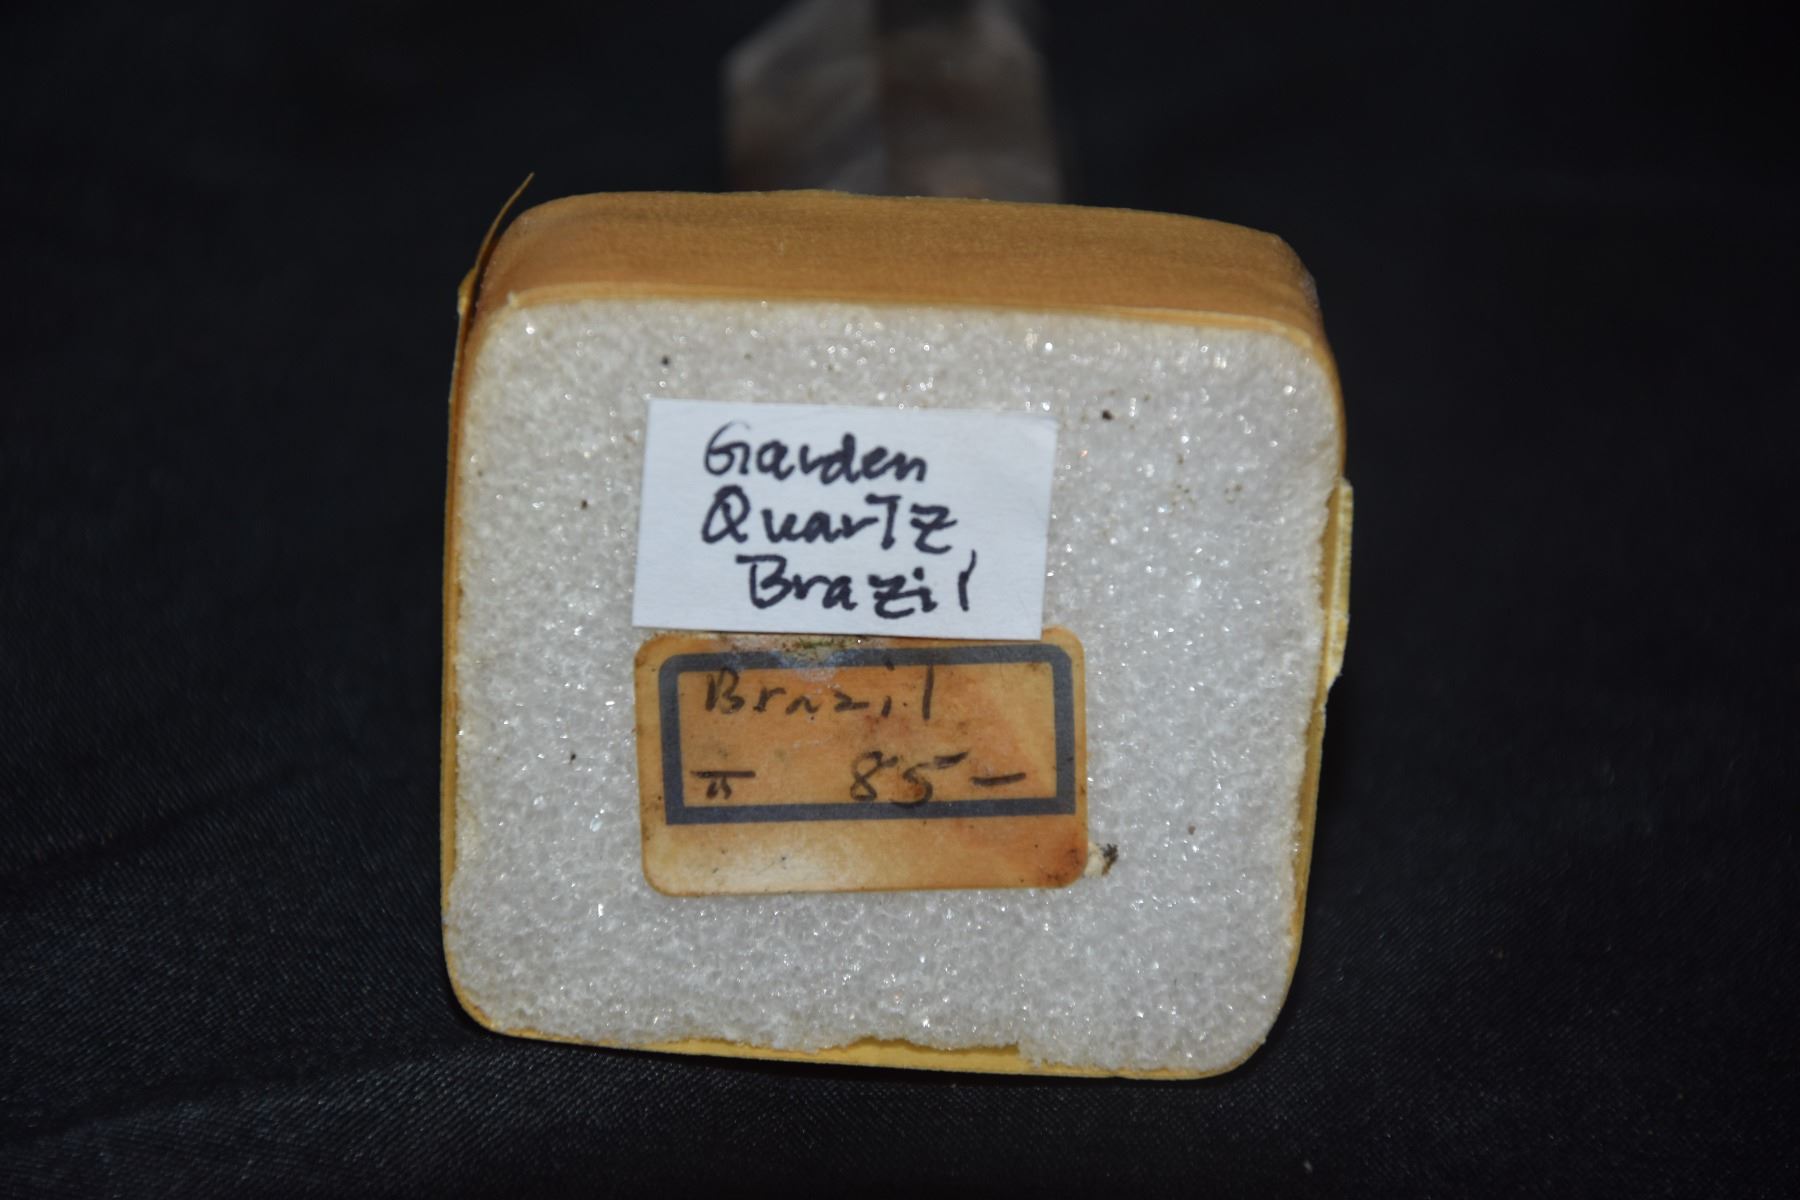 Garden
Quartz
Brazil
Brazil
85-